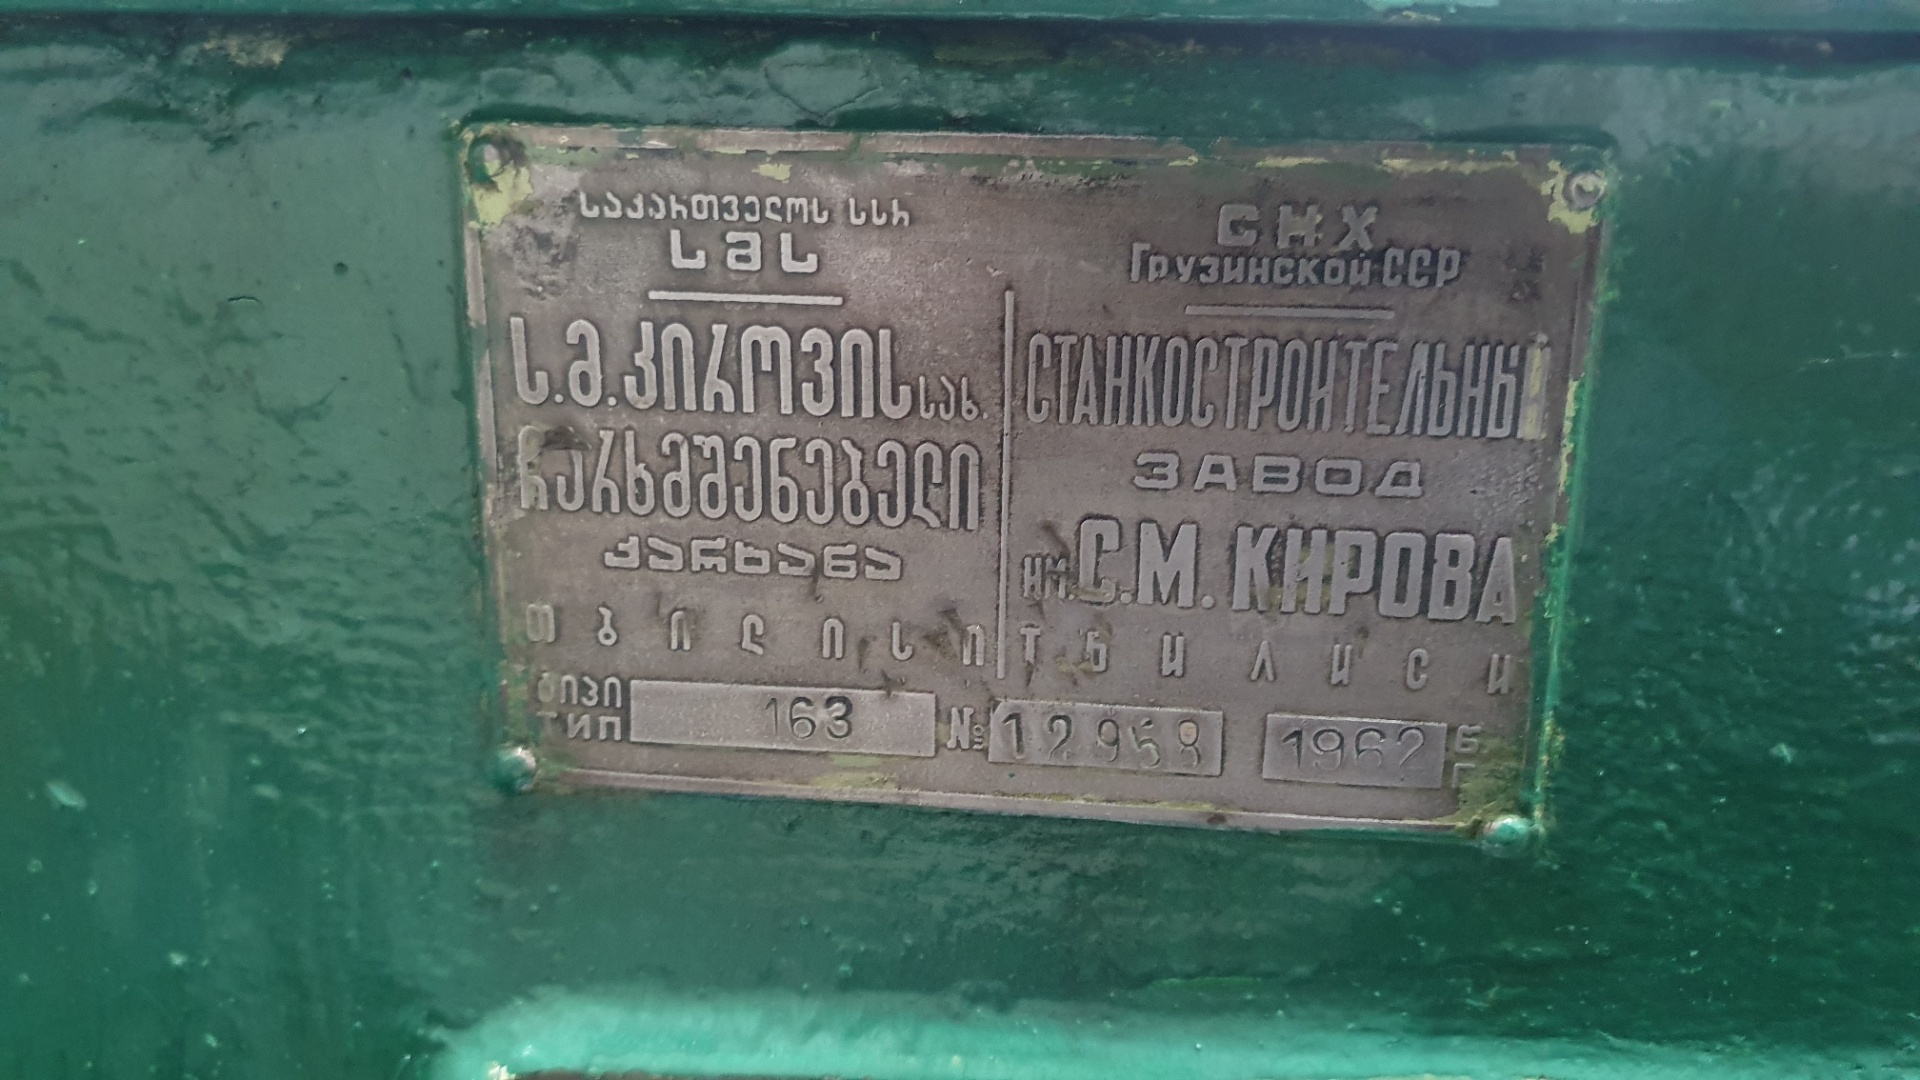 საქართველოს სსრ
ს მ ს
ს.მ.კიროვის სახ.
ჩარხმშენებელი
ქარხანა
თბილისი
СНХ
Грузинской ССР
СТАНКОСТРОИТЕЛЬНЫЙ
ЗАВОД
ИМ. С.М. КИРОВА
ТБИЛИСИ
ტიპი
ТИП 163 № 12958 1962 Г